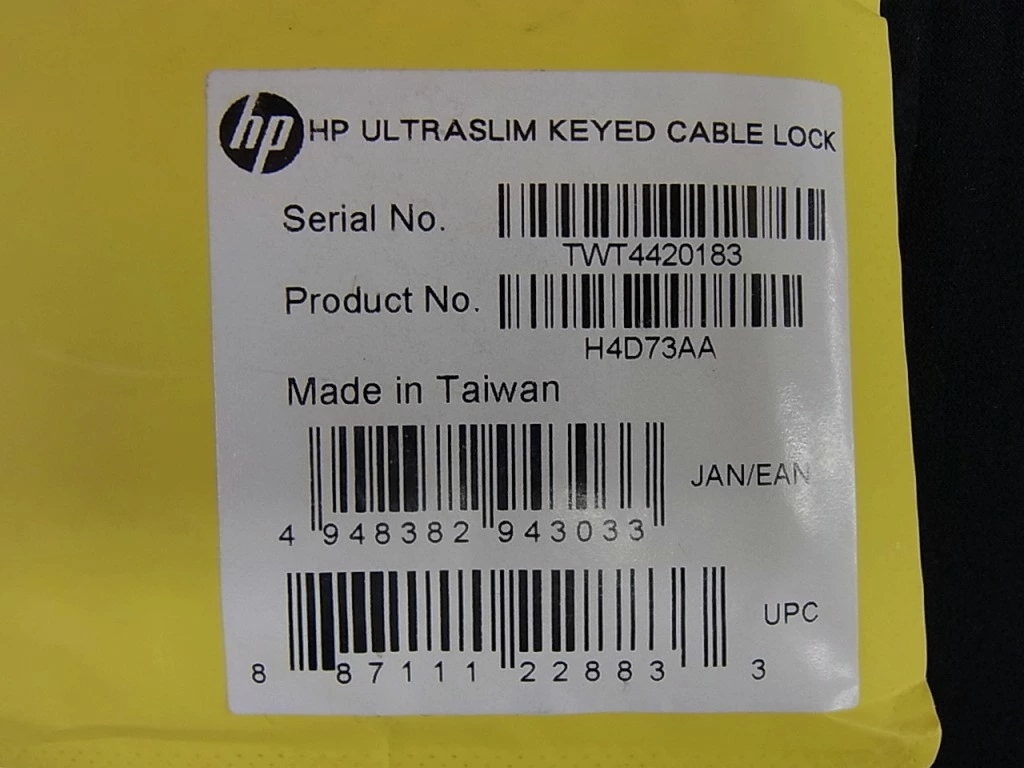 hp HP ULTRASLIM KEYED CABLE LOCK
Serial No.
TWT4420183
Product No.
H4D73AA
Made in Taiwan
JAN/EAN
4 948382 943033
UPC
8 87111 22883 3